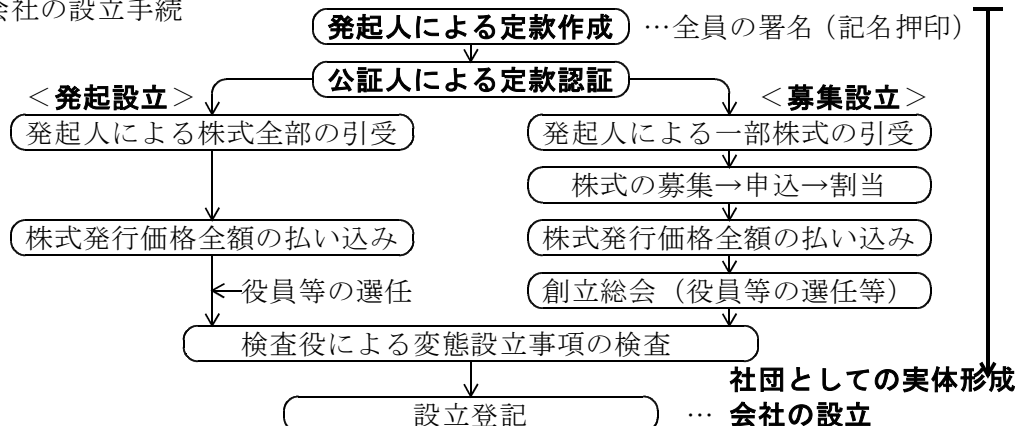 会社の設立手続
発起人による定款作成 …全員の署名（記名押印）
公証人による定款認証
＜発起設立＞ ＜募集設立＞
発起人による株式全部の引受 発起人による一部株式の引受
株式の募集→申込→割当
株式発行価格全額の払い込み 株式発行価格全額の払い込み
役員等の選任 創立総会（役員等の選任等）
検査役による変態設立事項の検査
社団としての実体形成
設立登記 … 会社の設立